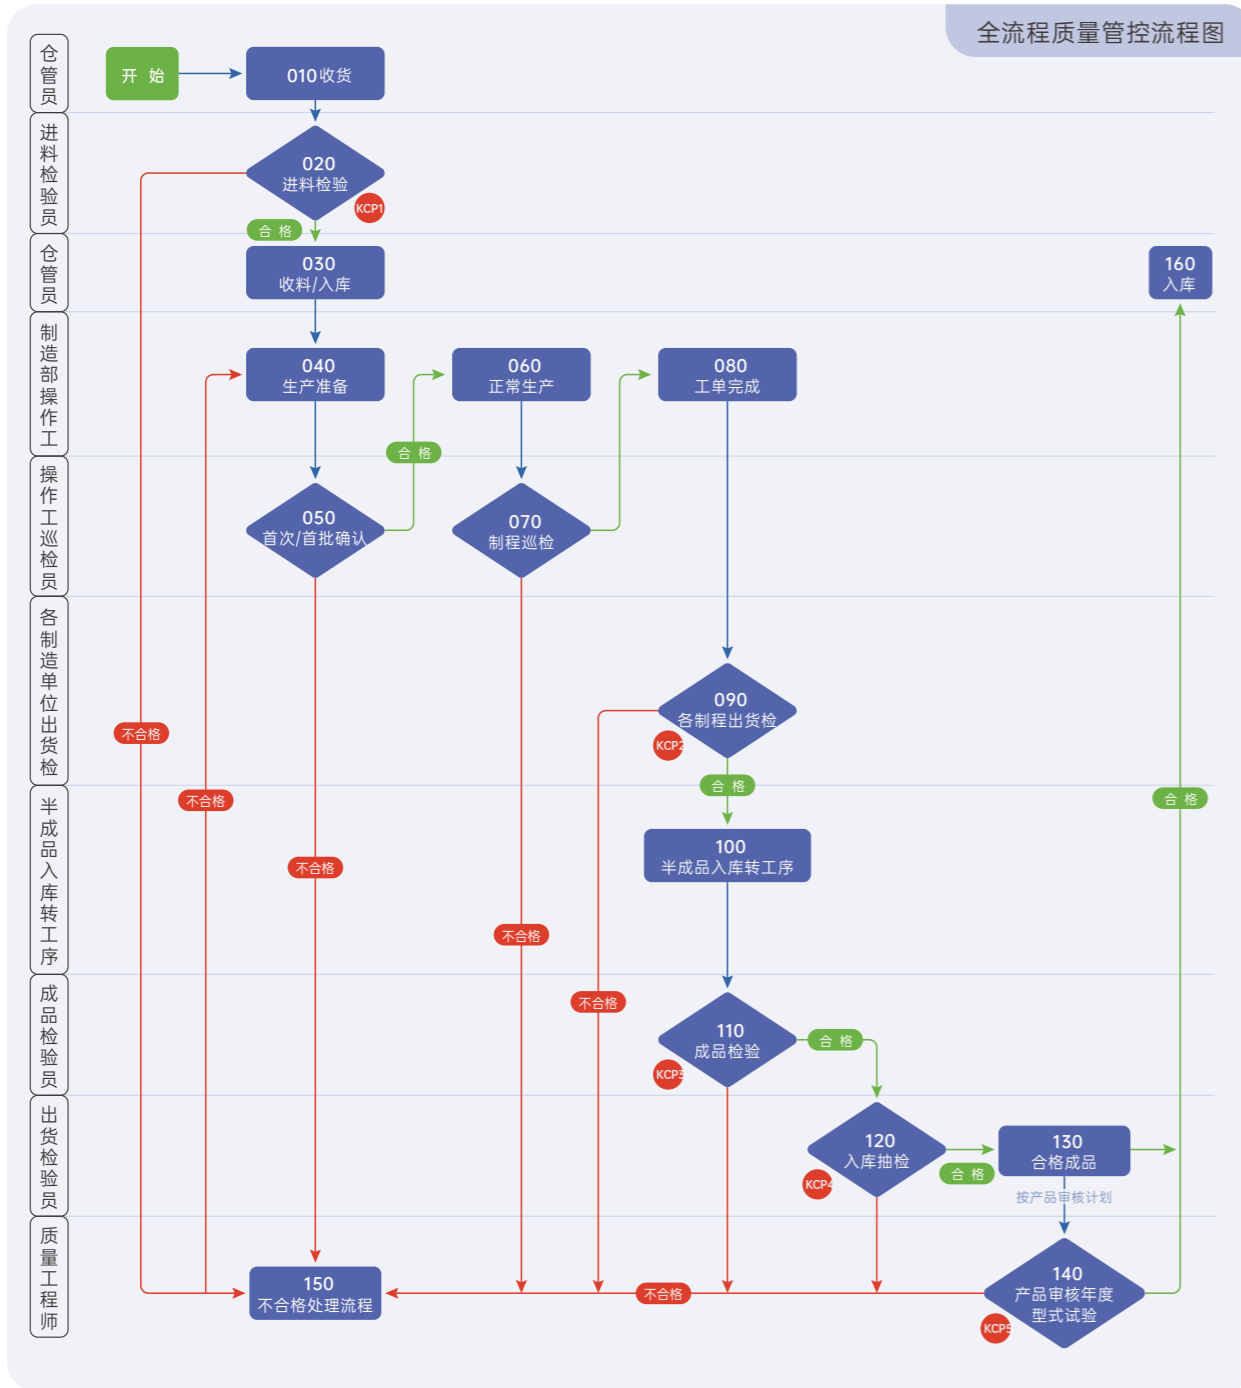 全流程质量管控流程图
仓管员
开 始
010收货
进料检验员
020
进料检验
KCP1
合 格
仓管员
030
收料/入库
160
入库
制造部操作工
040
生产准备
060
正常生产
080
工单完成
合 格
操作工巡检员
050
首次/首批确认
070
制程巡检
各制造单位出货检
090
各制程出货检
KCP2
不合格
合 格
半成品入库转工序
不合格
合 格
100
半成品入库转工序
不合格
不合格
成品检验员
不合格
110
成品检验
KCP3
合 格
出货检验员
120
入库抽检
KCP4
合 格
130
合格成品
按产品审核计划
质量工程师
150
不合格处理流程
不合格
140
产品审核年度
型式试验
KCP5